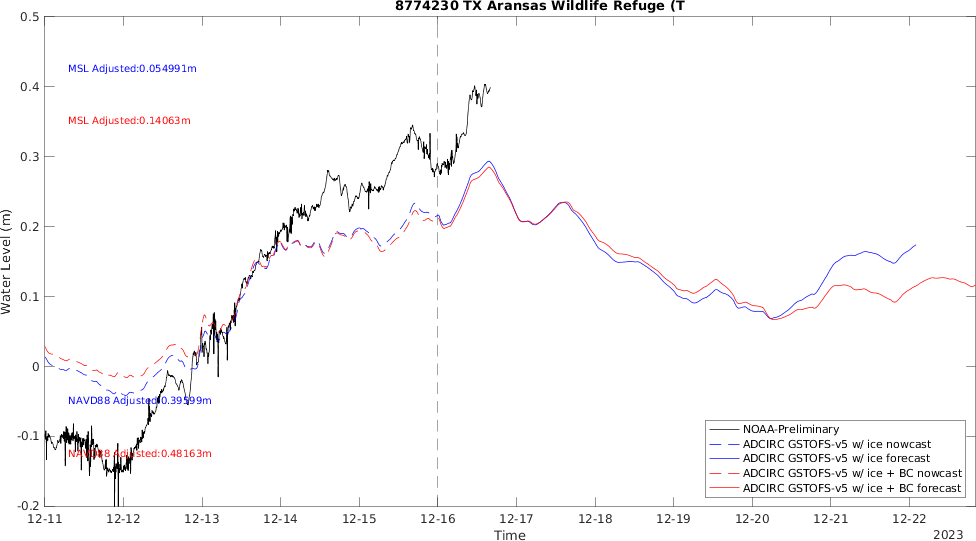 8774230 TX Aransas Wildlife Refuge (T
0.5
0.4
0.3
0.2
0.1
0
-0.1
-0.2
Water Level (m)
MSL Adjusted:0.054991m
MSL Adjusted:0.14063m
NAVD88 Adjusted:0.39599m
NAVD88 Adjusted:0.48163m
NOAA-Preliminary
ADCIRC GSTOFS-v5 w/ ice nowcast
ADCIRC GSTOFS-v5 w/ ice forecast
ADCIRC GSTOFS-v5 w/ice + BC nowcast
ADCIRC GSTOFS-v5 w/ice + BC forecast
12-11 12-12 12-13 12-14 12-15 12-16 12-17 12-18 12-19 12-20 12-21 12-22
Time
2023